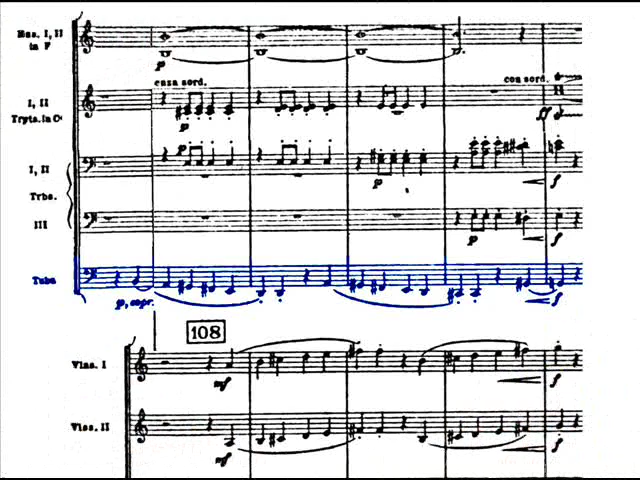 Hns. I, II
in F
p
senza sord.
con sord.
I, II
Trpts. in C
p
ff
I, II
p
p
f
Trbs.
III
p
f
Tuba
p, espr.
f
108
Vlns. I
mf
f
Vlns. II
mf
f